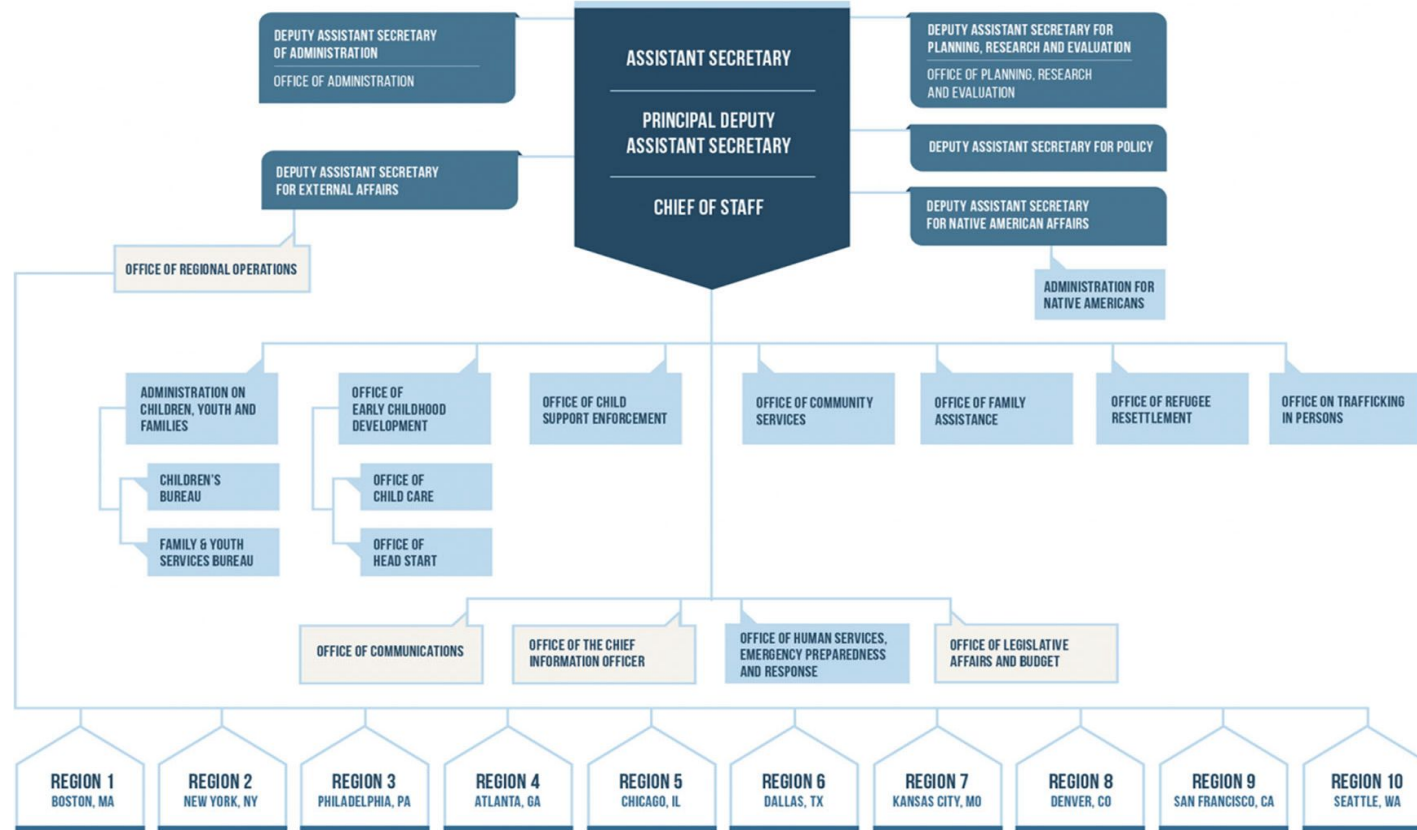 DEPUTY ASSISTANT SECRETARY
OF ADMINISTRATION
OFFICE OF ADMINISTRATION
DEPUTY ASSISTANT SECRETARY
FOR EXTERNAL AFFAIRS
OFFICE OF REGIONAL OPERATIONS
ASSISTANT SECRETARY
PRINCIPAL DEPUTY
ASSISTANT SECRETARY
CHIEF OF STAFF
DEPUTY ASSISTANT SECRETARY FOR
PLANNING, RESEARCH AND EVALUATION
OFFICE OF PLANNING, RESEARCH
AND EVALUATION
DEPUTY ASSISTANT SECRETARY FOR POLICY
DEPUTY ASSISTANT SECRETARY
FOR NATIVE AMERICAN AFFAIRS
ADMINISTRATION FOR
NATIVE AMERICANS
ADMINISTRATION ON
CHILDREN, YOUTH AND
FAMILIES
CHILDREN'S
BUREAU
FAMILY & YOUTH
SERVICES BUREAU
OFFICE OF
EARLY CHILDHOOD
DEVELOPMENT
OFFICE OF
CHILD CARE
OFFICE OF
HEAD START
OFFICE OF CHILD
SUPPORT ENFORCEMENT
OFFICE OF COMMUNITY
SERVICES
OFFICE OF FAMILY
ASSISTANCE
OFFICE OF REFUGEE
RESETTLEMENT
OFFICE ON TRAFFICKING
IN PERSONS
OFFICE OF COMMUNICATIONS
OFFICE OF THE CHIEF
INFORMATION OFFICER
OFFICE OF HUMAN SERVICES,
EMERGENCY PREPAREDNESS
AND RESPONSE
OFFICE OF LEGISLATIVE
AFFAIRS AND BUDGET
REGION 1
BOSTON, MA
REGION 2
NEW YORK, NY
REGION 3
PHILADELPHIA, PA
REGION 4
ATLANTA, GA
REGION 5
CHICAGO, IL
REGION 6
DALLAS, TX
REGION 7
KANSAS CITY, MO
REGION 8
DENVER, CO
REGION 9
SAN FRANCISCO, CA
REGION 10
SEATTLE, WA